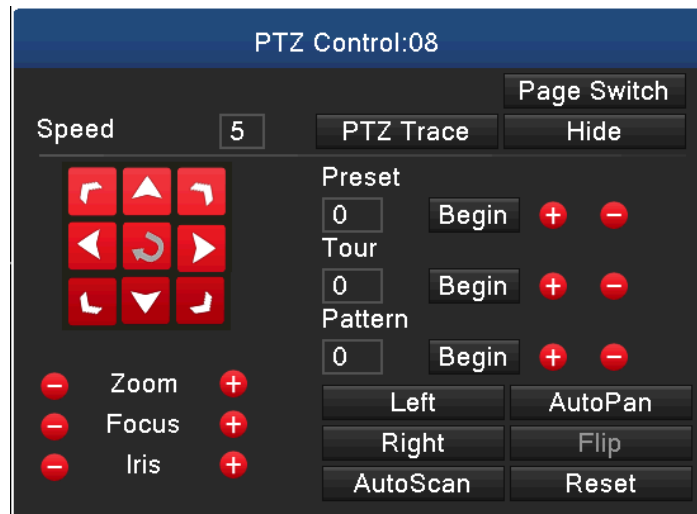 PTZ Control:08
Page Switch
Speed 5 PTZ Trace Hide
Preset
0 Begin
Tour
0 Begin
Pattern
0 Begin
Zoom
Focus
Iris
Left AutoPan
Right Flip
AutoScan Reset